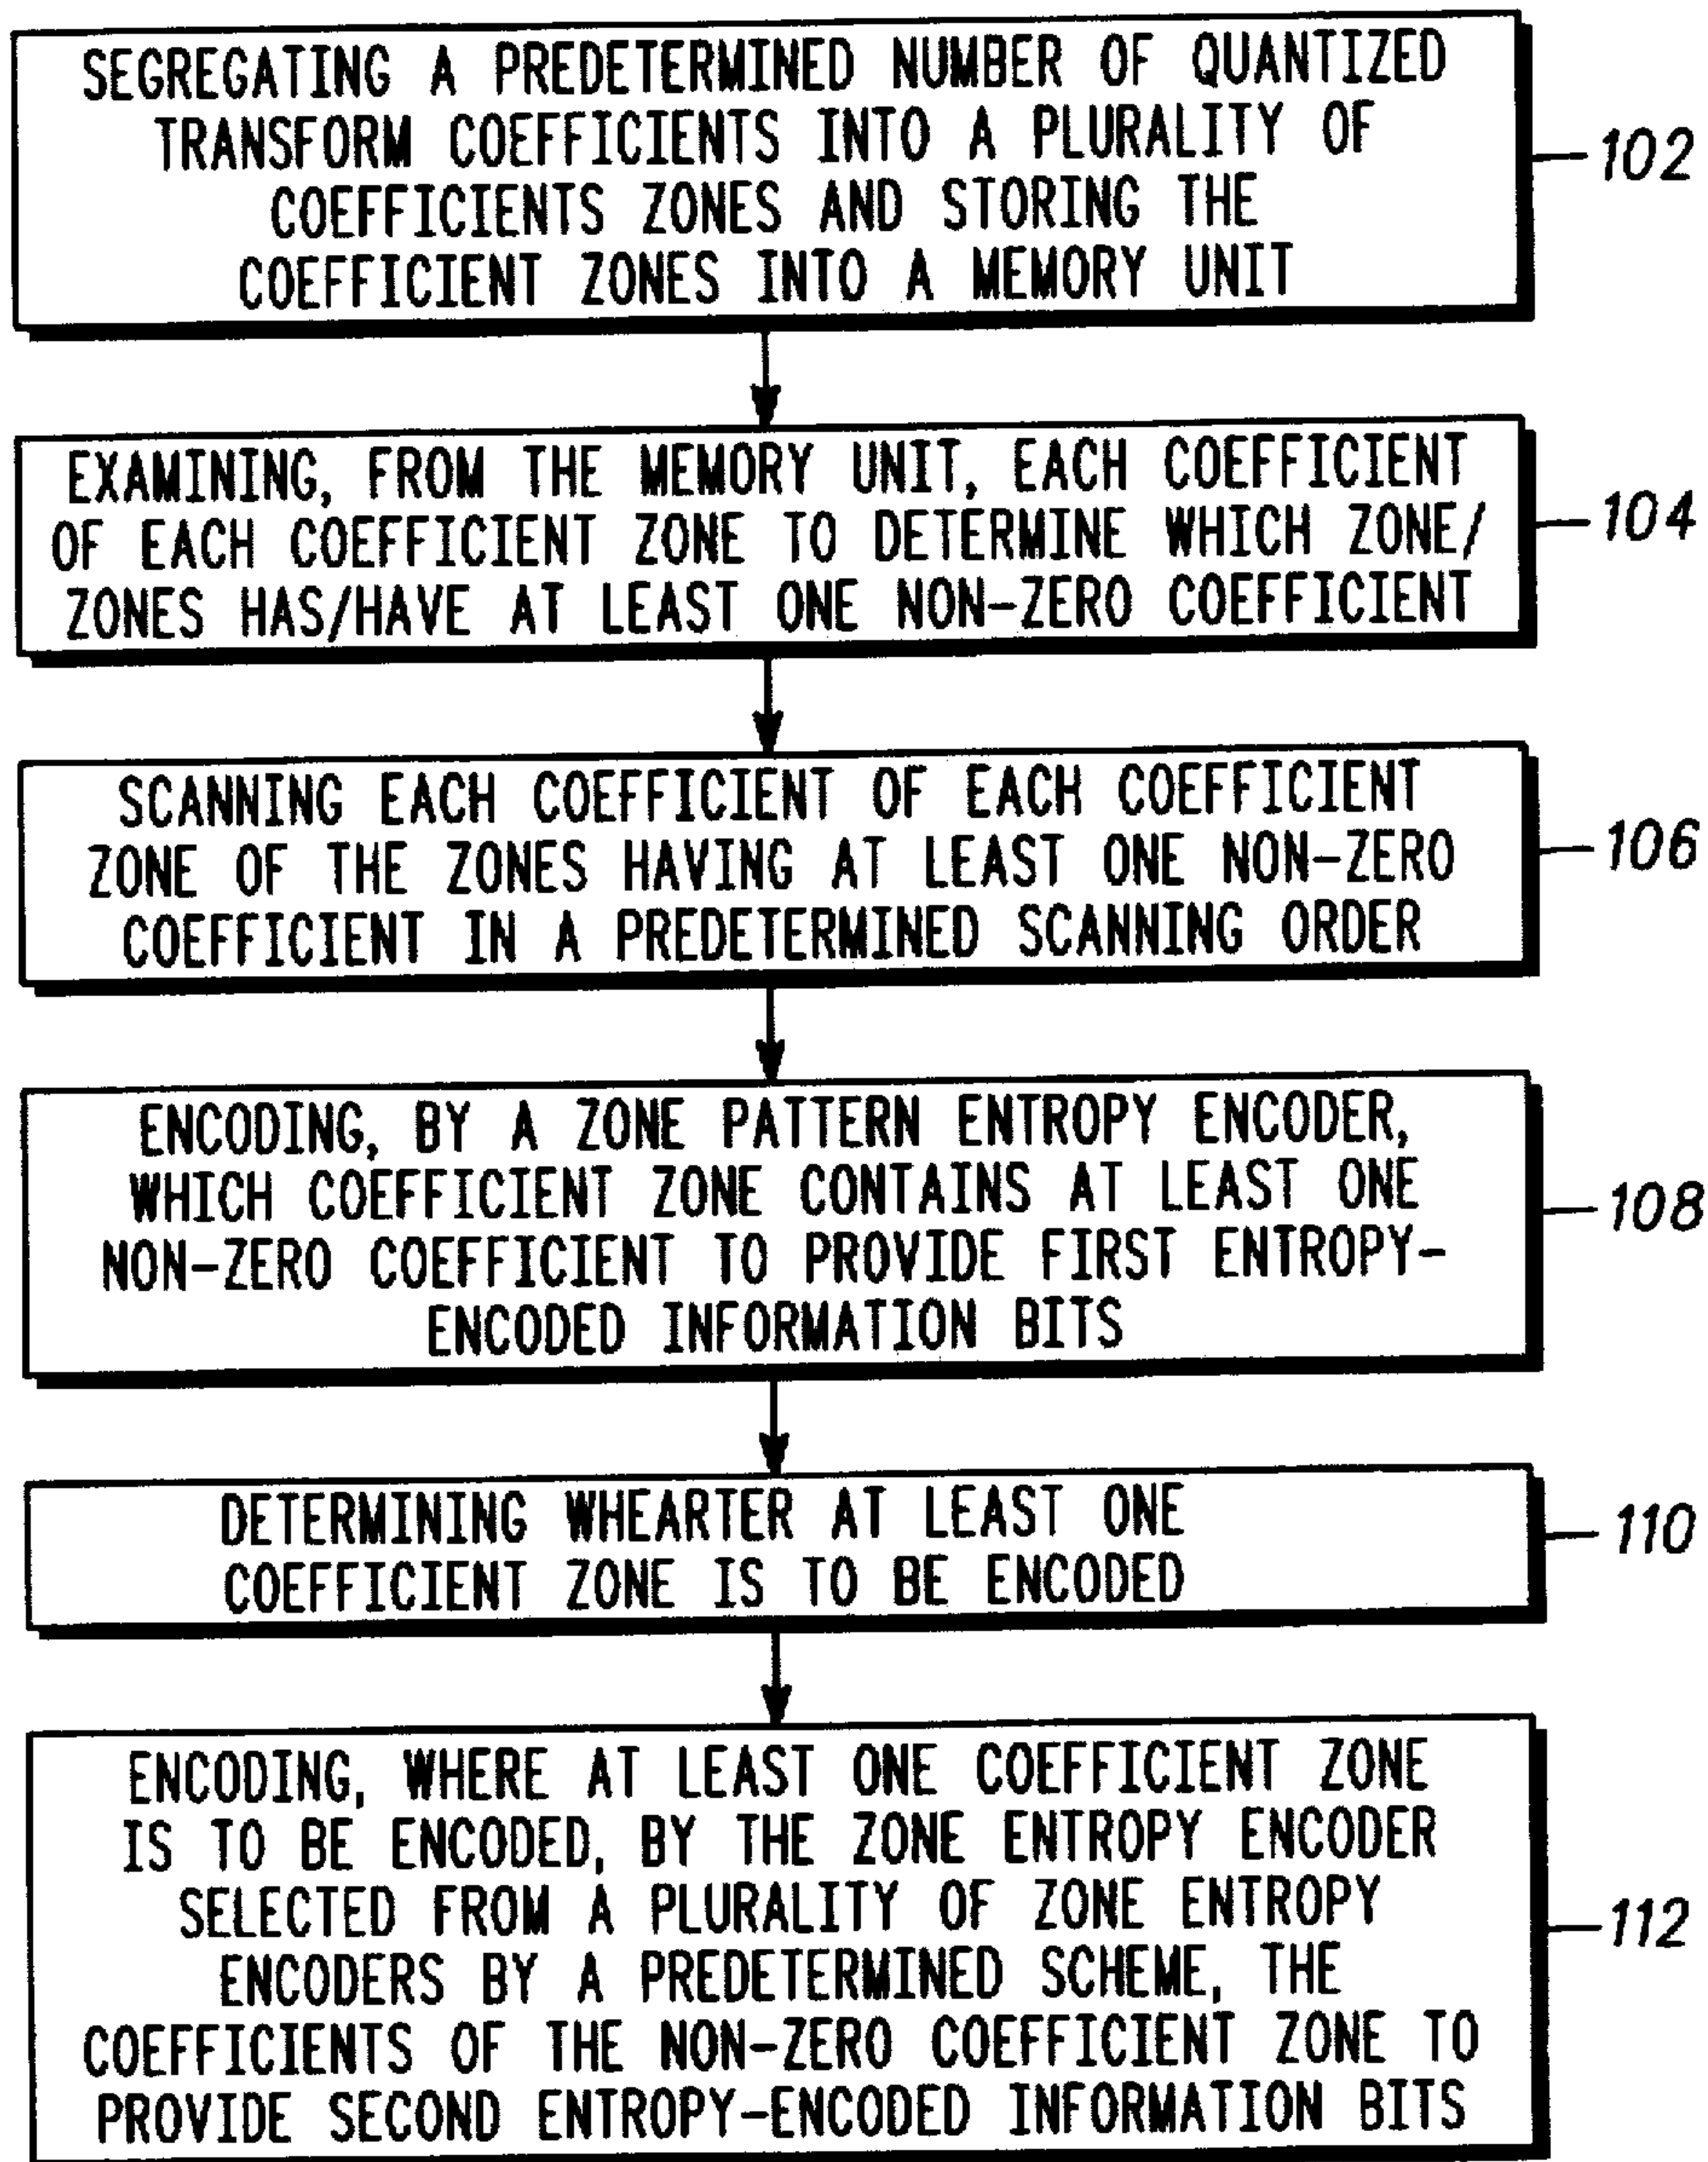 SEGREGATING A PREDETERMINED NUMBER OF QUANTIZED
TRANSFORM COEFFICIENTS INTO A PLURALITY OF
COEFFICIENTS ZONES AND STORING THE
COEFFICIENT ZONES INTO A MEMORY UNIT
102
EXAMINING, FROM THE MEMORY UNIT, EACH COEFFICIENT
OF EACH COEFFICIENT ZONE TO DETERMINE WHICH ZONE/
ZONES HAS/HAVE AT LEAST ONE NON-ZERO COEFFICIENT
104
SCANNING EACH COEFFICIENT OF EACH COEFFICIENT
ZONE OF THE ZONES HAVING AT LEAST ONE NON-ZERO
COEFFICIENT IN A PREDETERMINED SCANNING ORDER
106
ENCODING, BY A ZONE PATTERN ENTROPY ENCODER,
WHICH COEFFICIENT ZONE CONTAINS AT LEAST ONE
NON-ZERO COEFFICIENT TO PROVIDE FIRST ENTROPY-
ENCODED INFORMATION BITS
108
DETERMINING WHEARTER AT LEAST ONE
COEFFICIENT ZONE IS TO BE ENCODED
110
ENCODING, WHERE AT LEAST ONE COEFFICIENT ZONE
IS TO BE ENCODED, BY THE ZONE ENTROPY ENCODER
SELECTED FROM A PLURALITY OF ZONE ENTROPY
ENCODERS BY A PREDETERMINED SCHEME, THE
COEFFICIENTS OF THE NON-ZERO COEFFICIENT ZONE TO
PROVIDE SECOND ENTROPY-ENCODED INFORMATION BITS
112